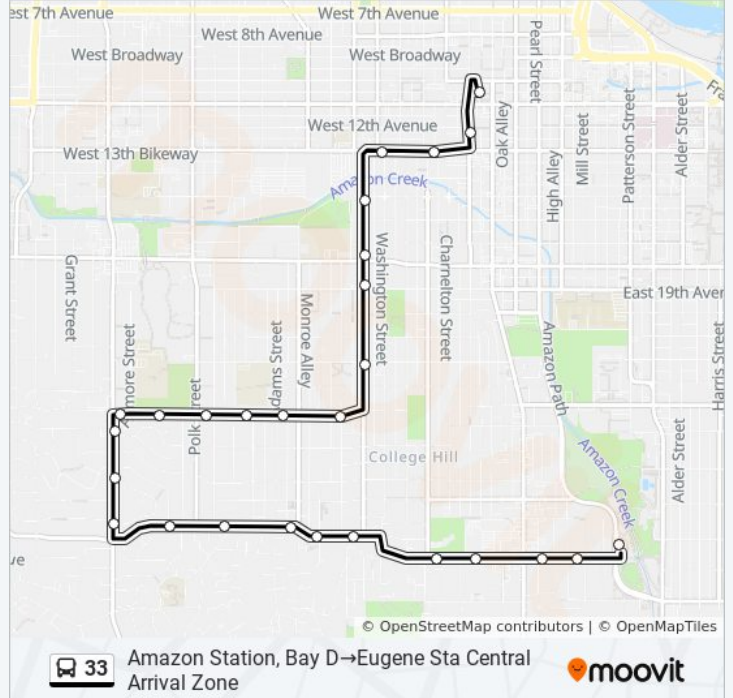 est 7th Avenue
West 7th Avenue
West 8th Avenue
West Broadway
West Broadway
Pearl Street
Fra
West 12th Avenue
Oak Alley
Mill Street
Patterson Street
Alder Street
West 13th Bikeway
High Alley
Amazon Creek
Grant Street
Washington Street
Charnelton Street
East 19th Aven
Monroe Alley
dams Street
more Street
Amazon Path
Harris Street
Polk Street
College Hill
Amazon Creek
Alder Street
ve
© OpenStreetMap contributors | © OpenMapTiles
33
Amazon Station, Bay D→Eugene Sta Central
Arrival Zone
moovit